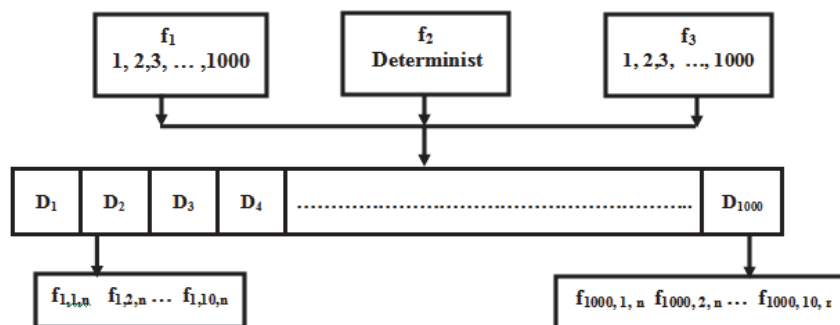 f₁
1, 2,3, … ,1000
f₂
Determinist
f₃
1, 2,3, …, 1000
D₁ D₂ D₃ D₄ ........................................................ D₁₀₀₀
f₁,₁,ₙ f₁,₂,ₙ … f₁,₁₀,ₙ
f₁₀₀₀, ₁, ₙ f₁₀₀₀, ₂, ₙ … f₁₀₀₀, ₁₀,